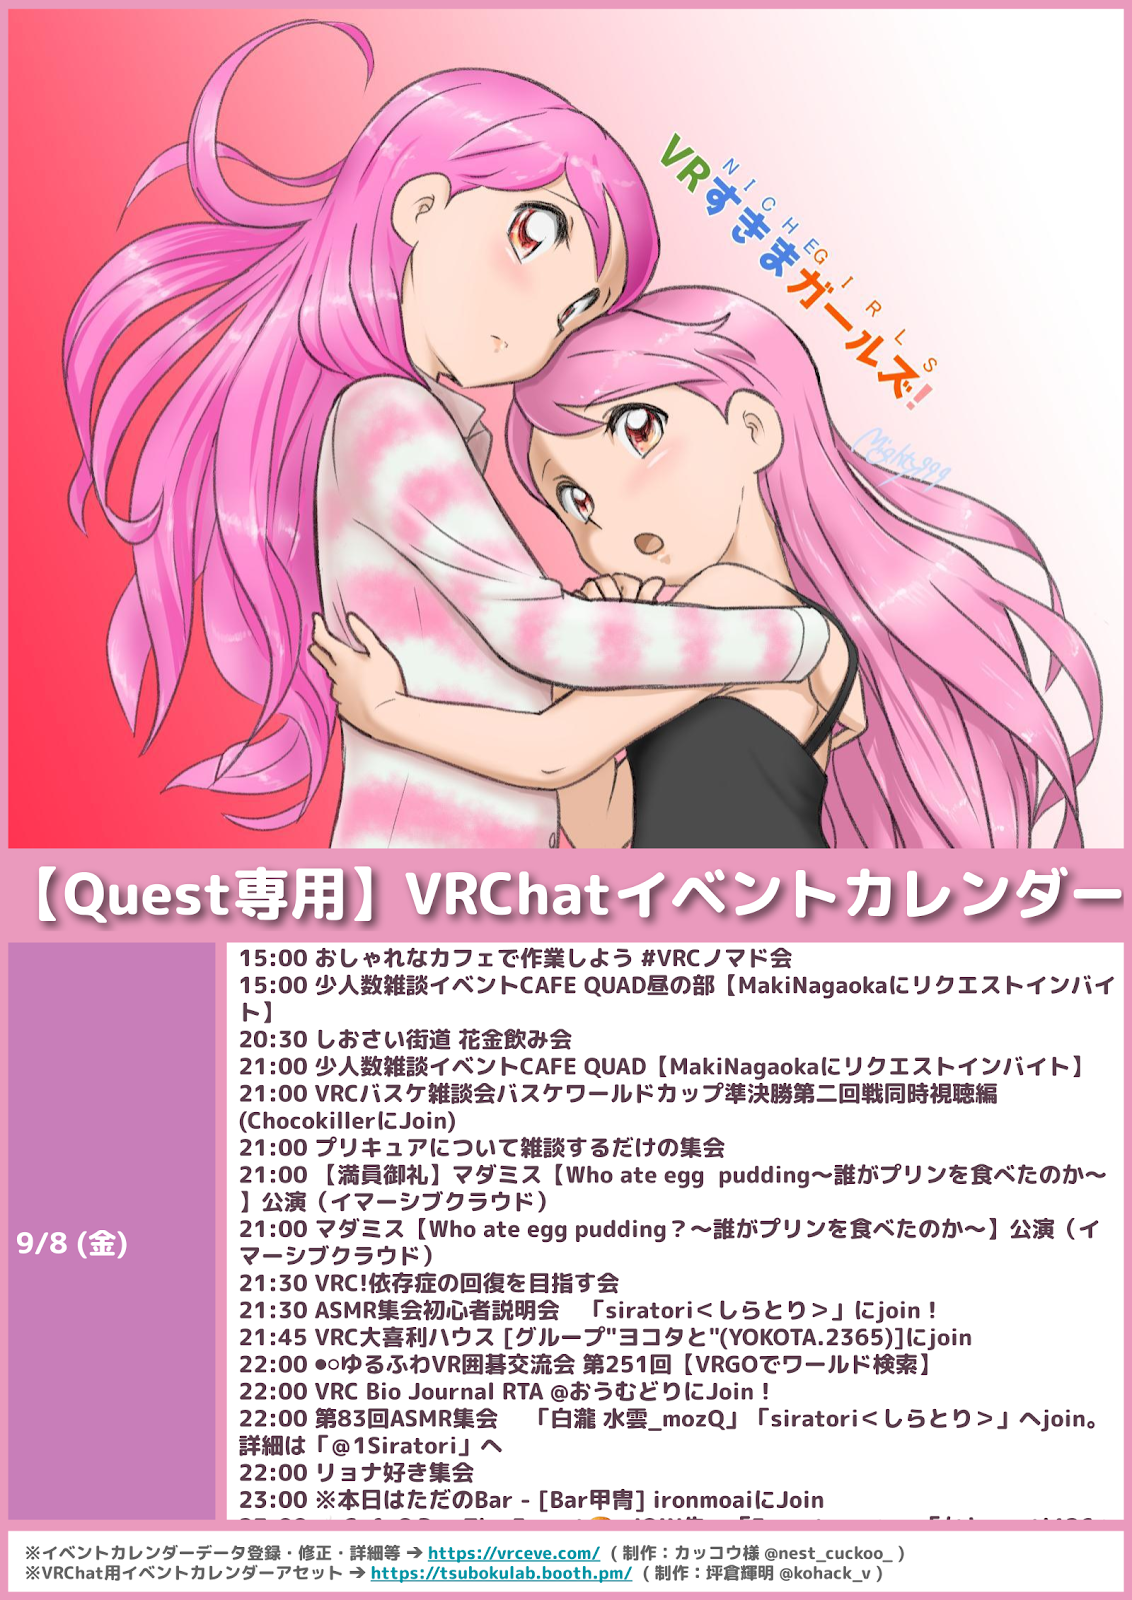 VRすきまガールズ!
NICHEGIRLS
Mighty999
【Quest専用】VRChatイベントカレンダー
9/8 (金)
15:00 おしゃれなカフェで作業しよう #VRCノマド会
15:00 少人数雑談イベントCAFE QUAD昼の部【MakiNagaokaにリクエストインバイ
ト】
20:30 しおさい街道 花金飲み会
21:00 少人数雑談イベントCAFE QUAD【MakiNagaokaにリクエストインバイト】
21:00 VRCバスケ雑談会バスケワールドカップ準決勝第二回戦同時視聴編
(ChocokillerにJoin)
21:00 プリキュアについて雑談するだけの集会
21:00 【満員御礼】マダミス【Who ate egg  pudding～誰がプリンを食べたのか～
】公演（イマーシブクラウド）
21:00 マダミス【Who ate egg pudding？～誰がプリンを食べたのか～】公演（イ
マーシブクラウド）
21:30 VRC!依存症の回復を目指す会
21:30 ASMR集会初心者説明会　「siratori＜しらとり＞」にjoin！
21:45 VRC大喜利ハウス [グループ"ヨコタと"(YOKOTA.2365)]にjoin
22:00 ●○ゆるふわVR囲碁交流会 第251回【VRGOでワールド検索】
22:00 VRC Bio Journal RTA @おうむどりにJoin！
22:00 第83回ASMR集会　「白瀧 水雲_mozQ」「siratori＜しらとり＞」へjoin。
詳細は「@1Siratori」へ
22:00 リョナ好き集会
23:00 ※本日はただのBar - [Bar甲冑] ironmoaiにJoin
※イベントカレンダーデータ登録・修正・詳細等 ➔ https://vrceve.com/ ( 制作：カッコウ様 @nest_cuckoo_ )
※VRChat用イベントカレンダーアセット ➔ https://tsubokulab.booth.pm/ ( 制作：坪倉輝明 @kohack_v )